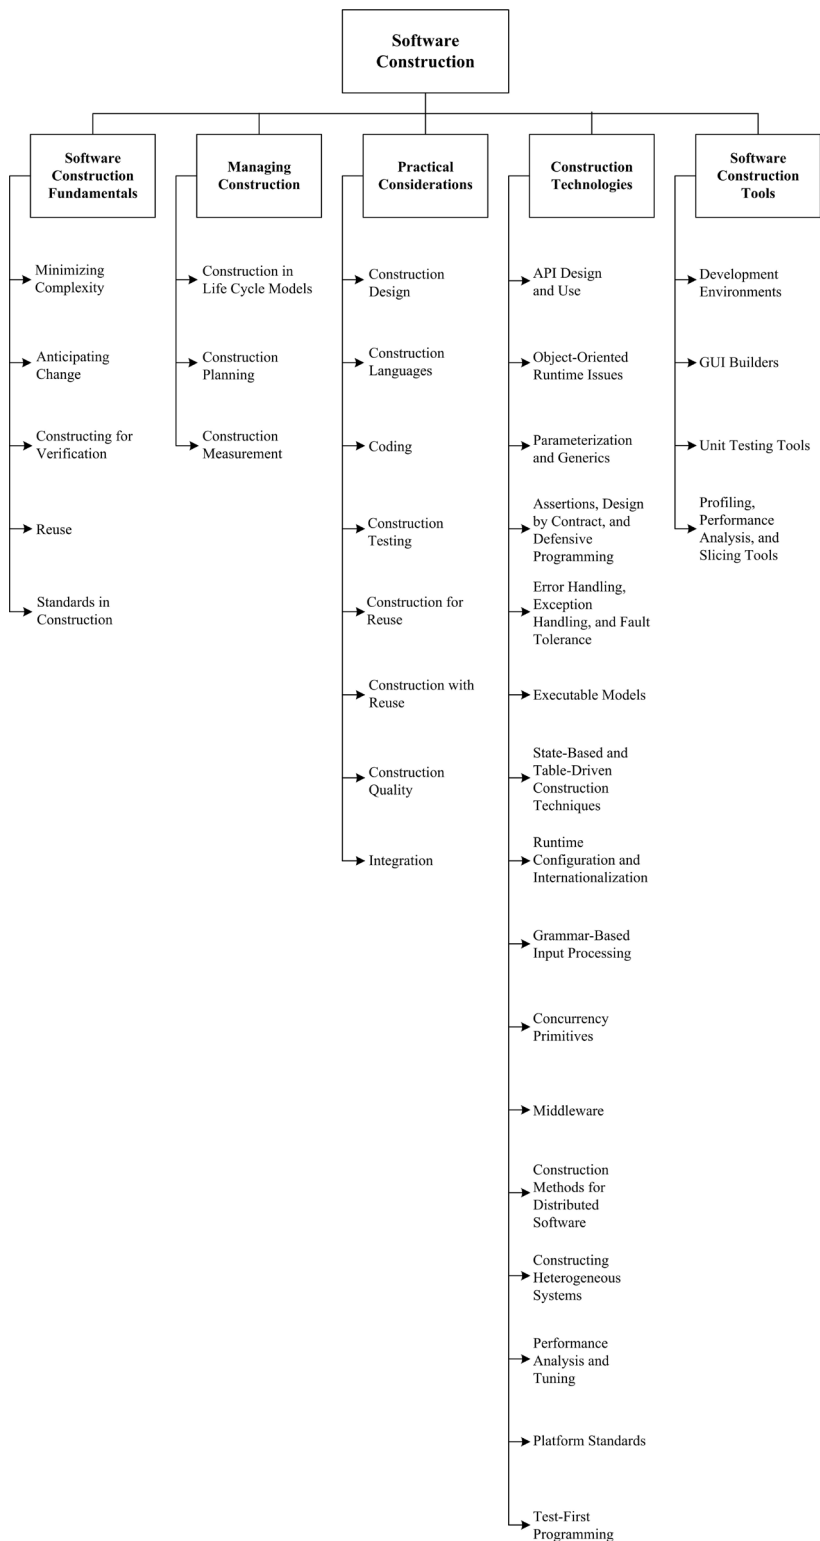 Software
Construction
Software
Construction
Fundamentals
Managing
Construction
Practical
Considerations
Construction
Technologies
Software
Construction
Tools
Minimizing
Complexity
Anticipating
Change
Constructing for
Verification
Reuse
Standards in
Construction
Construction in
Life Cycle Models
Construction
Planning
Construction
Measurement
Construction
Design
Construction
Languages
Coding
Construction
Testing
Construction for
Reuse
Construction with
Reuse
Construction
Quality
Integration
API Design
and Use
Object-Oriented
Runtime Issues
Parameterization
and Generics
Assertions, Design
by Contract, and
Defensive
Programming
Error Handling,
Exception
Handling, and Fault
Tolerance
Executable Models
State-Based and
Table-Driven
Construction
Techniques
Runtime
Configuration and
Internationalization
Grammar-Based
Input Processing
Concurrency
Primitives
Middleware
Construction
Methods for
Distributed
Software
Constructing
Heterogeneous
Systems
Performance
Analysis and
Tuning
Platform Standards
Test-First
Programming
Development
Environments
GUI Builders
Unit Testing Tools
Profiling,
Performance
Analysis, and
Slicing Tools